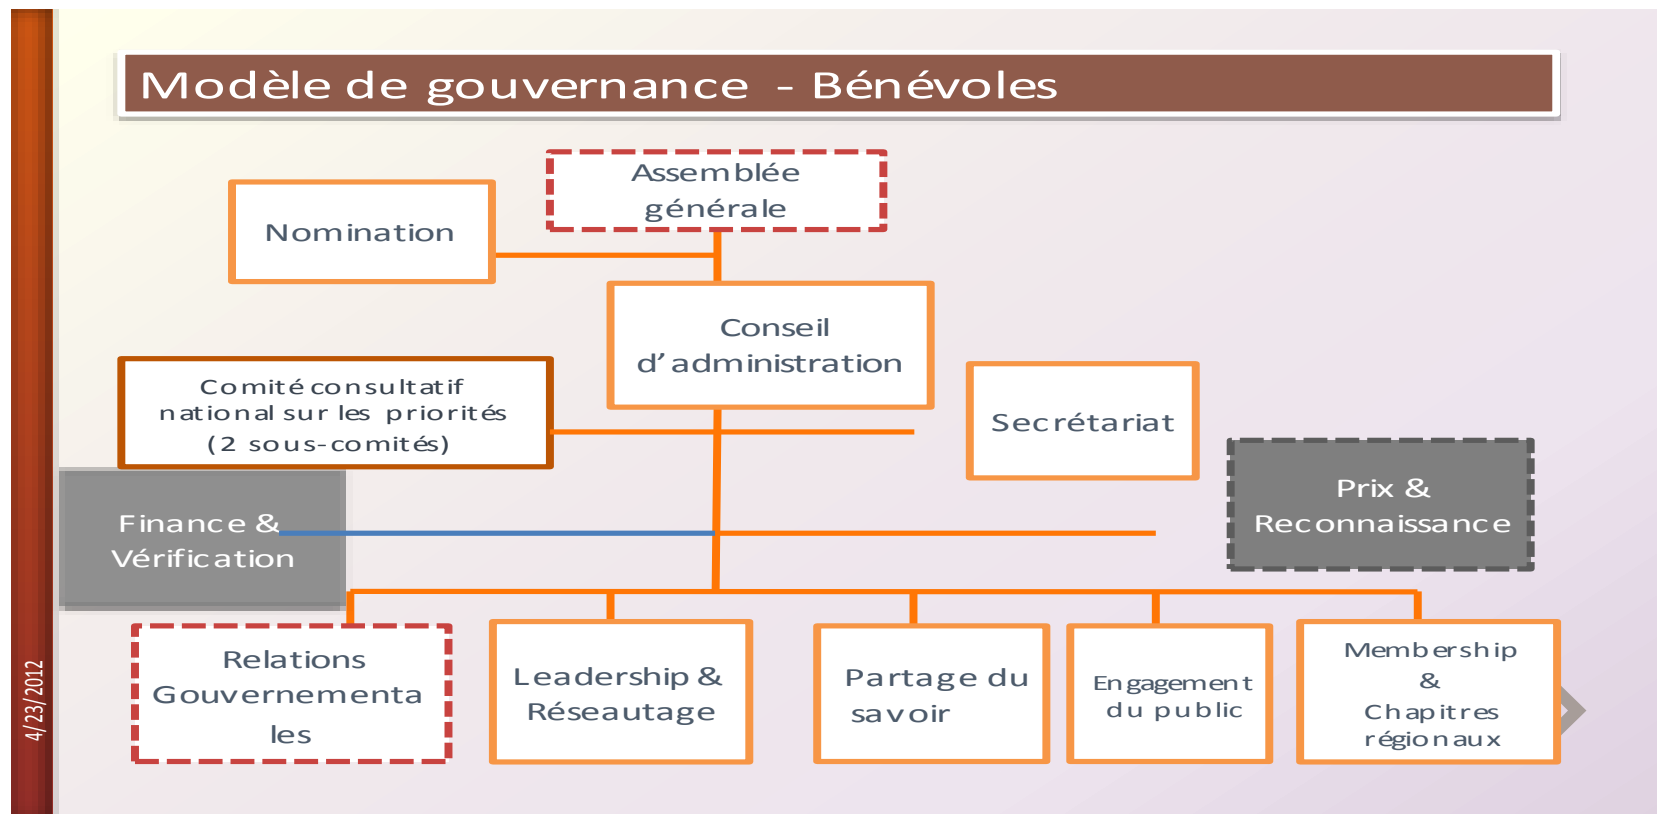 Modèle de gouvernance - Bénévoles
Assemblée
générale
Nomination
Conseil
d’administration
Comité consultatif
national sur les priorités
(2 sous-comités)
Secrétariat
Prix &
Reconnaissance
Finance &
Vérification
Relations
Gouvernementa
les
Leadership &
Réseautage
Partage du
savoir
Engagement
du public
Membership
&
Chapitres
régionaux
4/23/2012